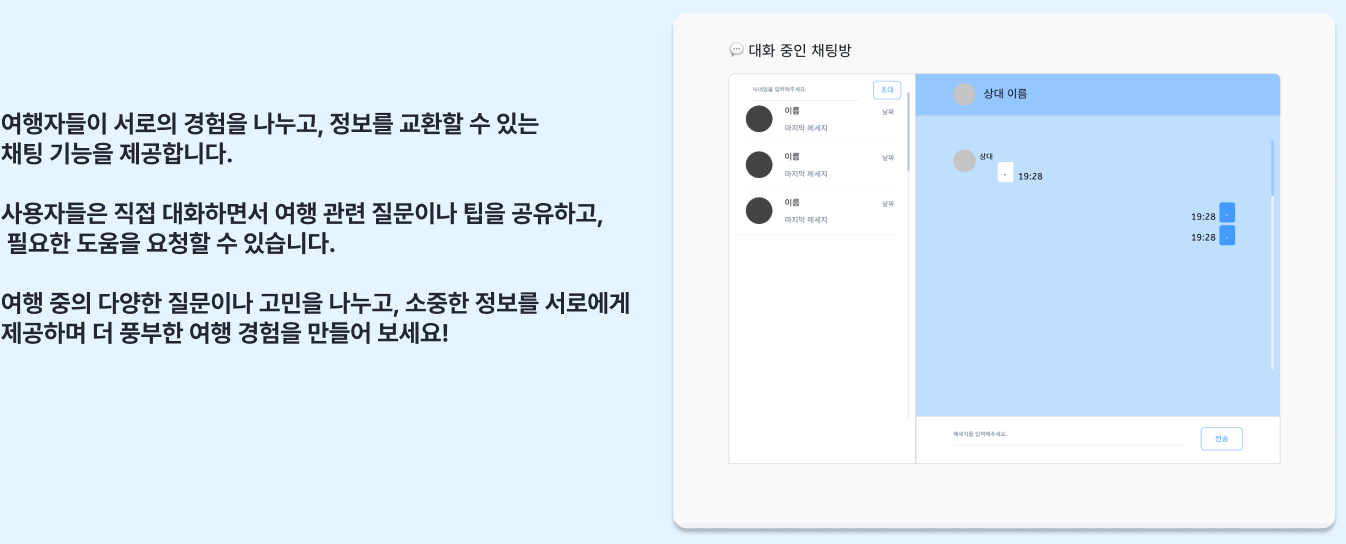 여행자들이 서로의 경험을 나누고, 정보를 교환할 수 있는
채팅 기능을 제공합니다.
사용자들은 직접 대화하면서 여행 관련 질문이나 팁을 공유하고,
필요한 도움을 요청할 수 있습니다.
여행 중의 다양한 질문이나 고민을 나누고, 소중한 정보를 서로에게
제공하며 더 풍부한 여행 경험을 만들어 보세요!
💬 대화 중인 채팅방
닉네임을 입력해주세요.
초대
이름
날짜
마지막 메세지
이름
날짜
마지막 메세지
이름
날짜
마지막 메세지
상대 이름
상대
. 19:28
19:28 .
19:28 .
메세지를 입력해주세요.
전송